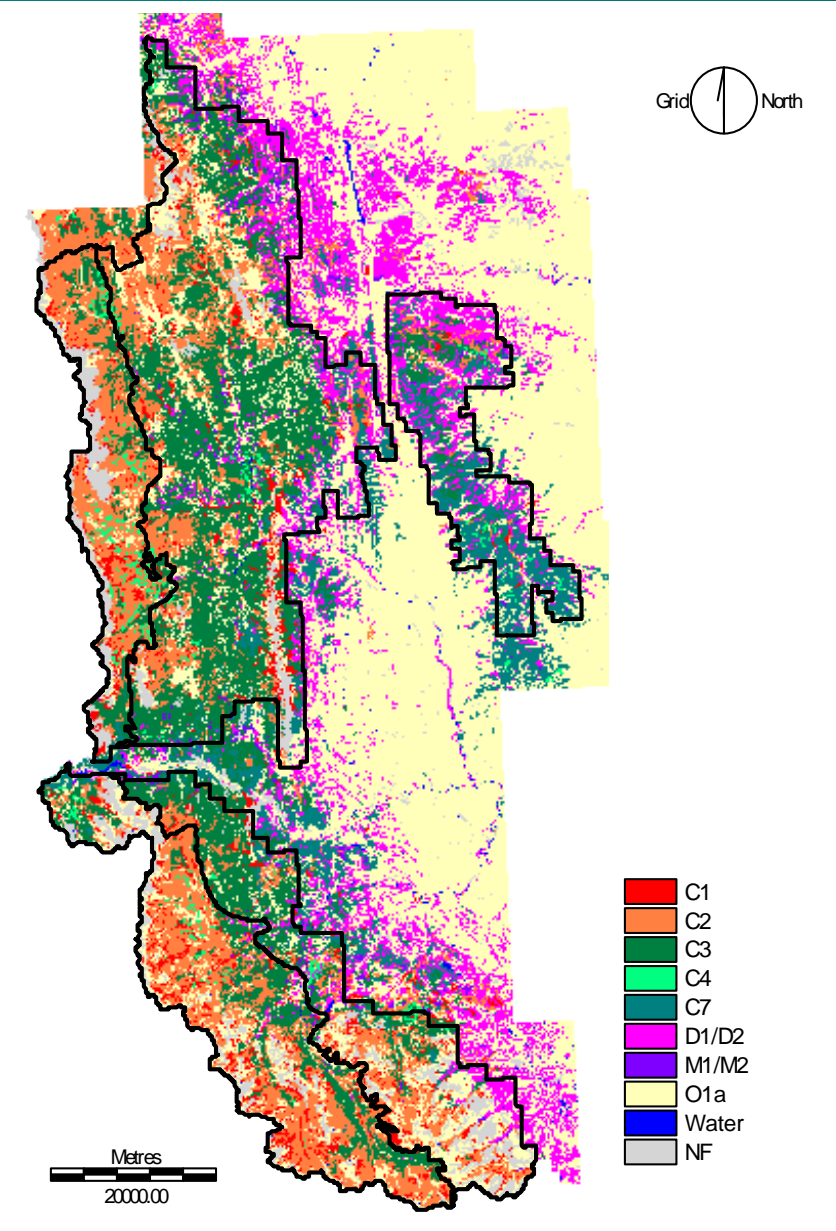 Grid North
C1
C2
C3
C4
C7
D1/D2
M1/M2
O1a
Water
NF
Metres
20000.00